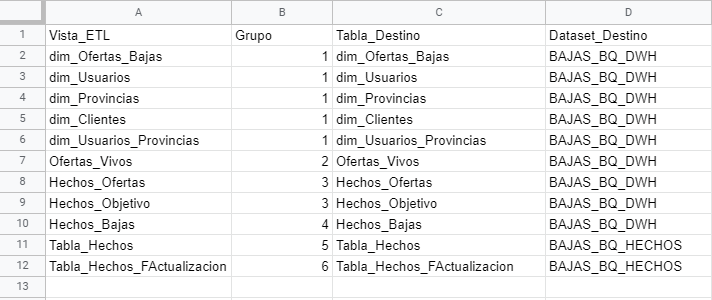 A B C D
1 Vista_ETL Grupo Tabla_Destino Dataset_Destino
2 dim_Ofertas_Bajas 1 dim_Ofertas_Bajas BAJAS_BQ_DWH
3 dim_Usuarios 1 dim_Usuarios BAJAS_BQ_DWH
4 dim_Provincias 1 dim_Provincias BAJAS_BQ_DWH
5 dim_Clientes 1 dim_Clientes BAJAS_BQ_DWH
6 dim_Usuarios_Provincias 1 dim_Usuarios_Provincias BAJAS_BQ_DWH
7 Ofertas_Vivos 2 Ofertas_Vivos BAJAS_BQ_DWH
8 Hechos_Ofertas 3 Hechos_Ofertas BAJAS_BQ_DWH
9 Hechos_Objetivo 3 Hechos_Objetivo BAJAS_BQ_DWH
10 Hechos_Bajas 4 Hechos_Bajas BAJAS_BQ_DWH
11 Tabla_Hechos 5 Tabla_Hechos BAJAS_BQ_HECHOS
12 Tabla_Hechos_FActualizacion 6 Tabla_Hechos_FActualizacion BAJAS_BQ_HECHOS
13